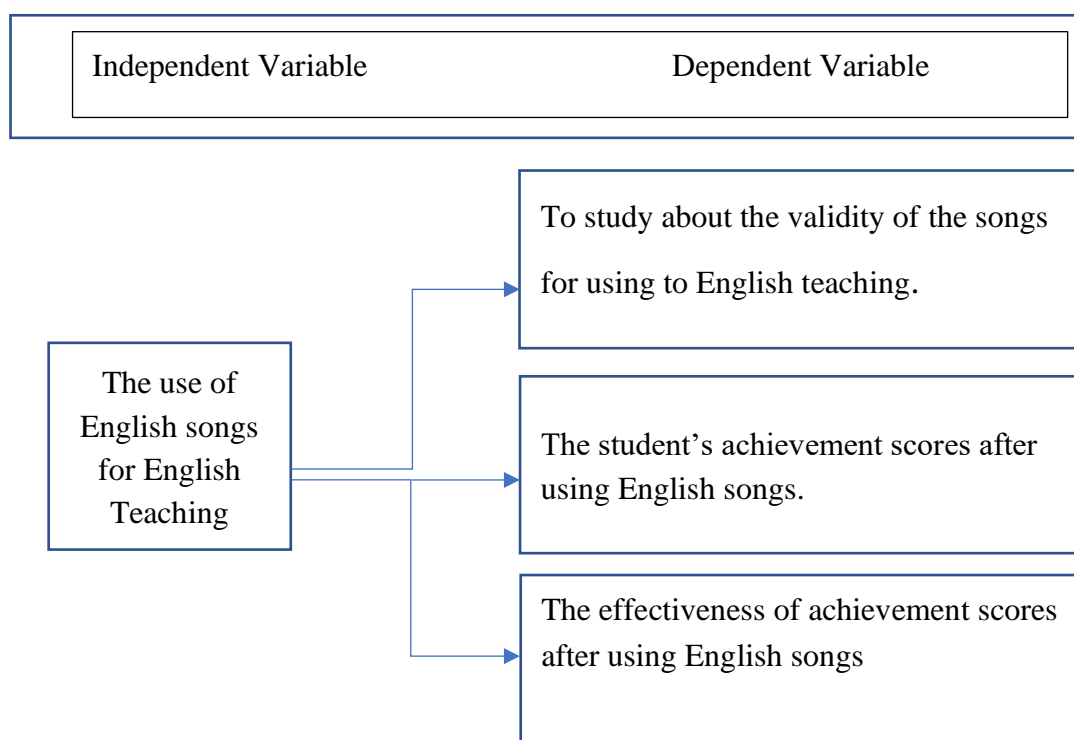 Independent Variable Dependent Variable
To study about the validity of the songs
for using to English teaching.
The use of
English songs
for English
Teaching
The student’s achievement scores after
using English songs.
The effectiveness of achievement scores
after using English songs